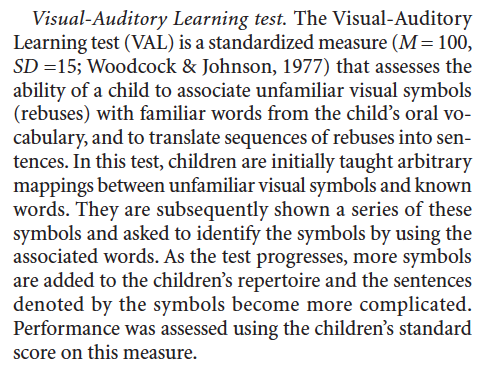 Visual-Auditory Learning test. The Visual-Auditory
Learning test (VAL) is a standardized measure (M = 100,
SD =15; Woodcock & Johnson, 1977) that assesses the
ability of a child to associate unfamiliar visual symbols
(rebuses) with familiar words from the child's oral vo-
cabulary, and to translate sequences of rebuses into sen-
tences. In this test, children are initially taught arbitrary
mappings between unfamiliar visual symbols and known
words. They are subsequently shown a series of these
symbols and asked to identify the symbols by using the
associated words. As the test progresses, more symbols
are added to the children's repertoire and the sentences
denoted by the symbols become more complicated.
Performance was assessed using the children's standard
score on this measure.